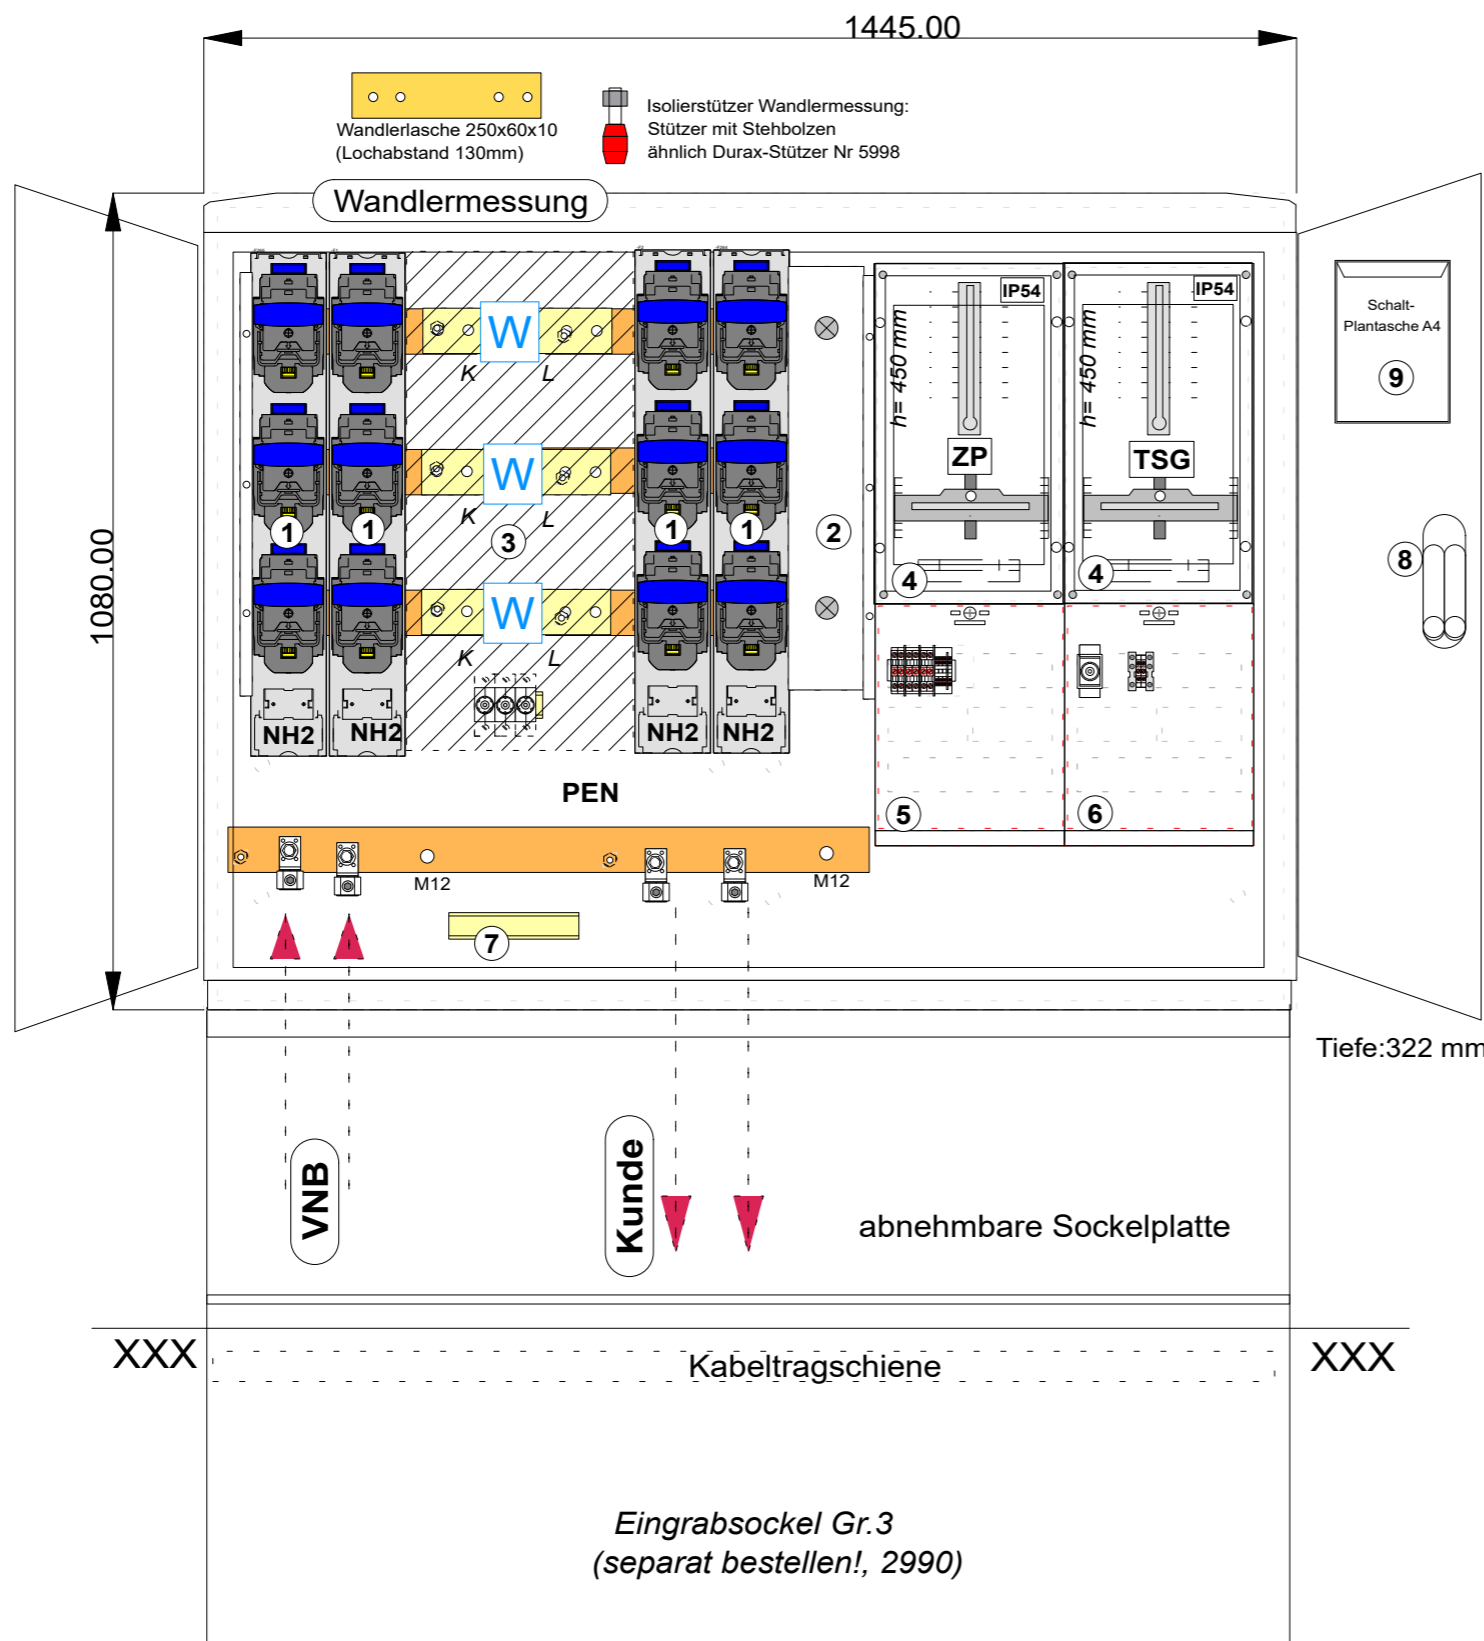 1445.00
Wandlerlasche 250x60x10
(Lochabstand 130mm)
Isolierstützer Wandlermessung:
Stützer mit Stehbolzen
ähnlich Durax-Stützer Nr 5998
Wandlermessung
1080.00
W
K L
W
K L
W
K L
1
1
3
1
1
2
NH2
NH2
NH2
NH2
IP54
IP54
h= 450 mm
h= 450 mm
ZP
TSG
4
4
5
6
Schalt-
Plantasche A4
9
8
PEN
M12
M12
7
Tiefe:322 mm
VNB
Kunde
abnehmbare Sockelplatte
XXX
XXX
Kabeltragschiene
Eingrabsockel Gr.3
(separat bestellen!, 2990)